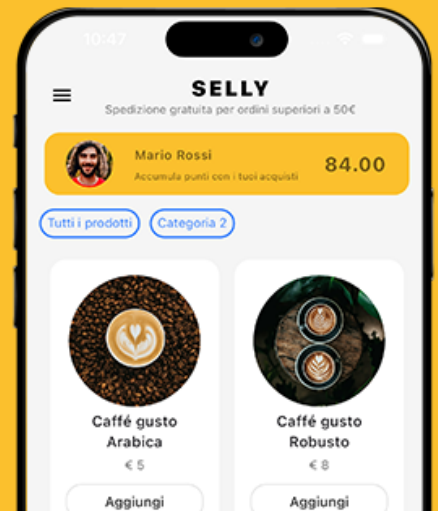 10:47
SELLY
Spedizione gratuita per ordini superiori a 50€
Mario Rossi
84.00
Accumula punti con i tuoi acquisti
Tutti i prodotti
Categoria 2
Caffé gusto
Arabica
€ 5
Aggiungi
Caffé gusto
Robusto
€ 8
Aggiungi